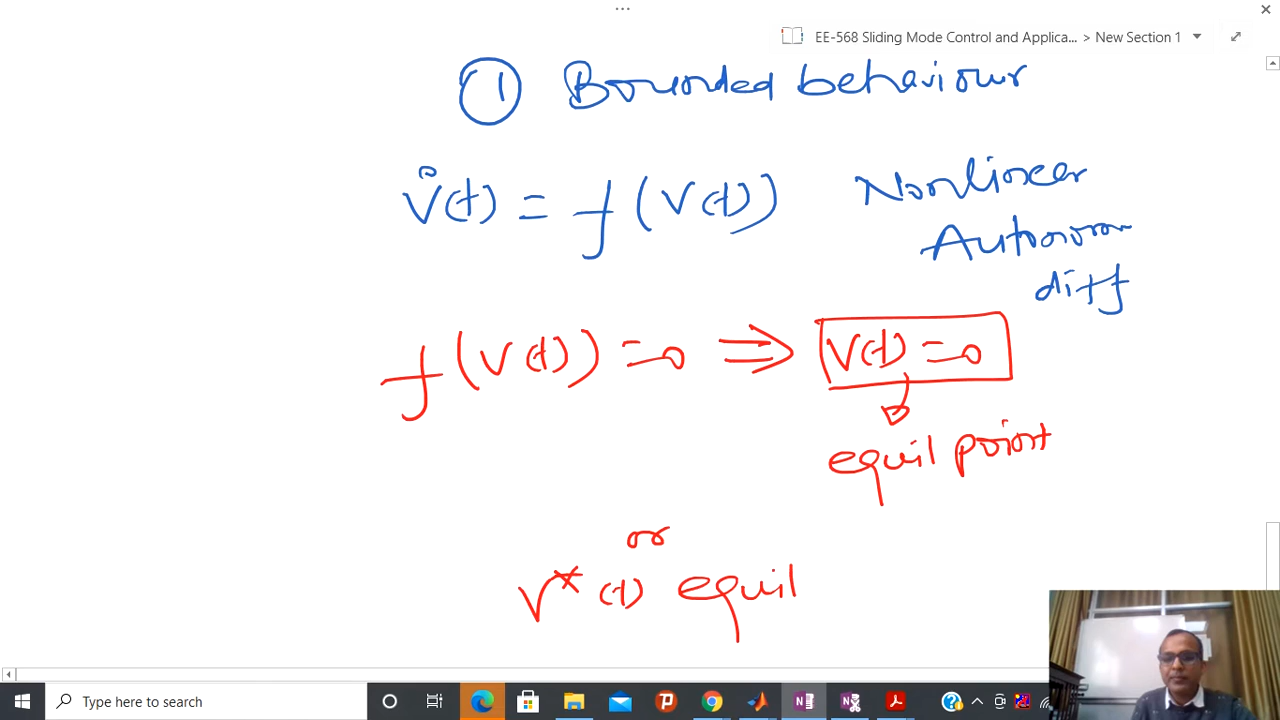 EE-568 Sliding Mode Control and Applica... > New Section 1
① Bounded behaviour
V̊(t) = f(V(t)) Nonlinear
Autonom
diff
f(V(t)) = 0 ⇒ V(t) = 0
equil point
or
V*(t) equil
Type here to search